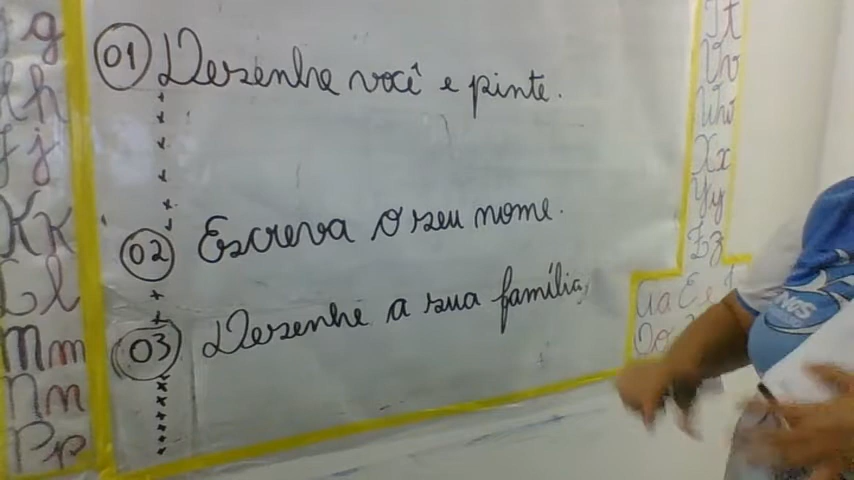 01 Desenhe você e pinte.
02 Escreva o seu nome.
03 Desenhe a sua família,
g
h
J j
K k
L l
M m
N n
P p
T t
U u
X x
Y y
Z z